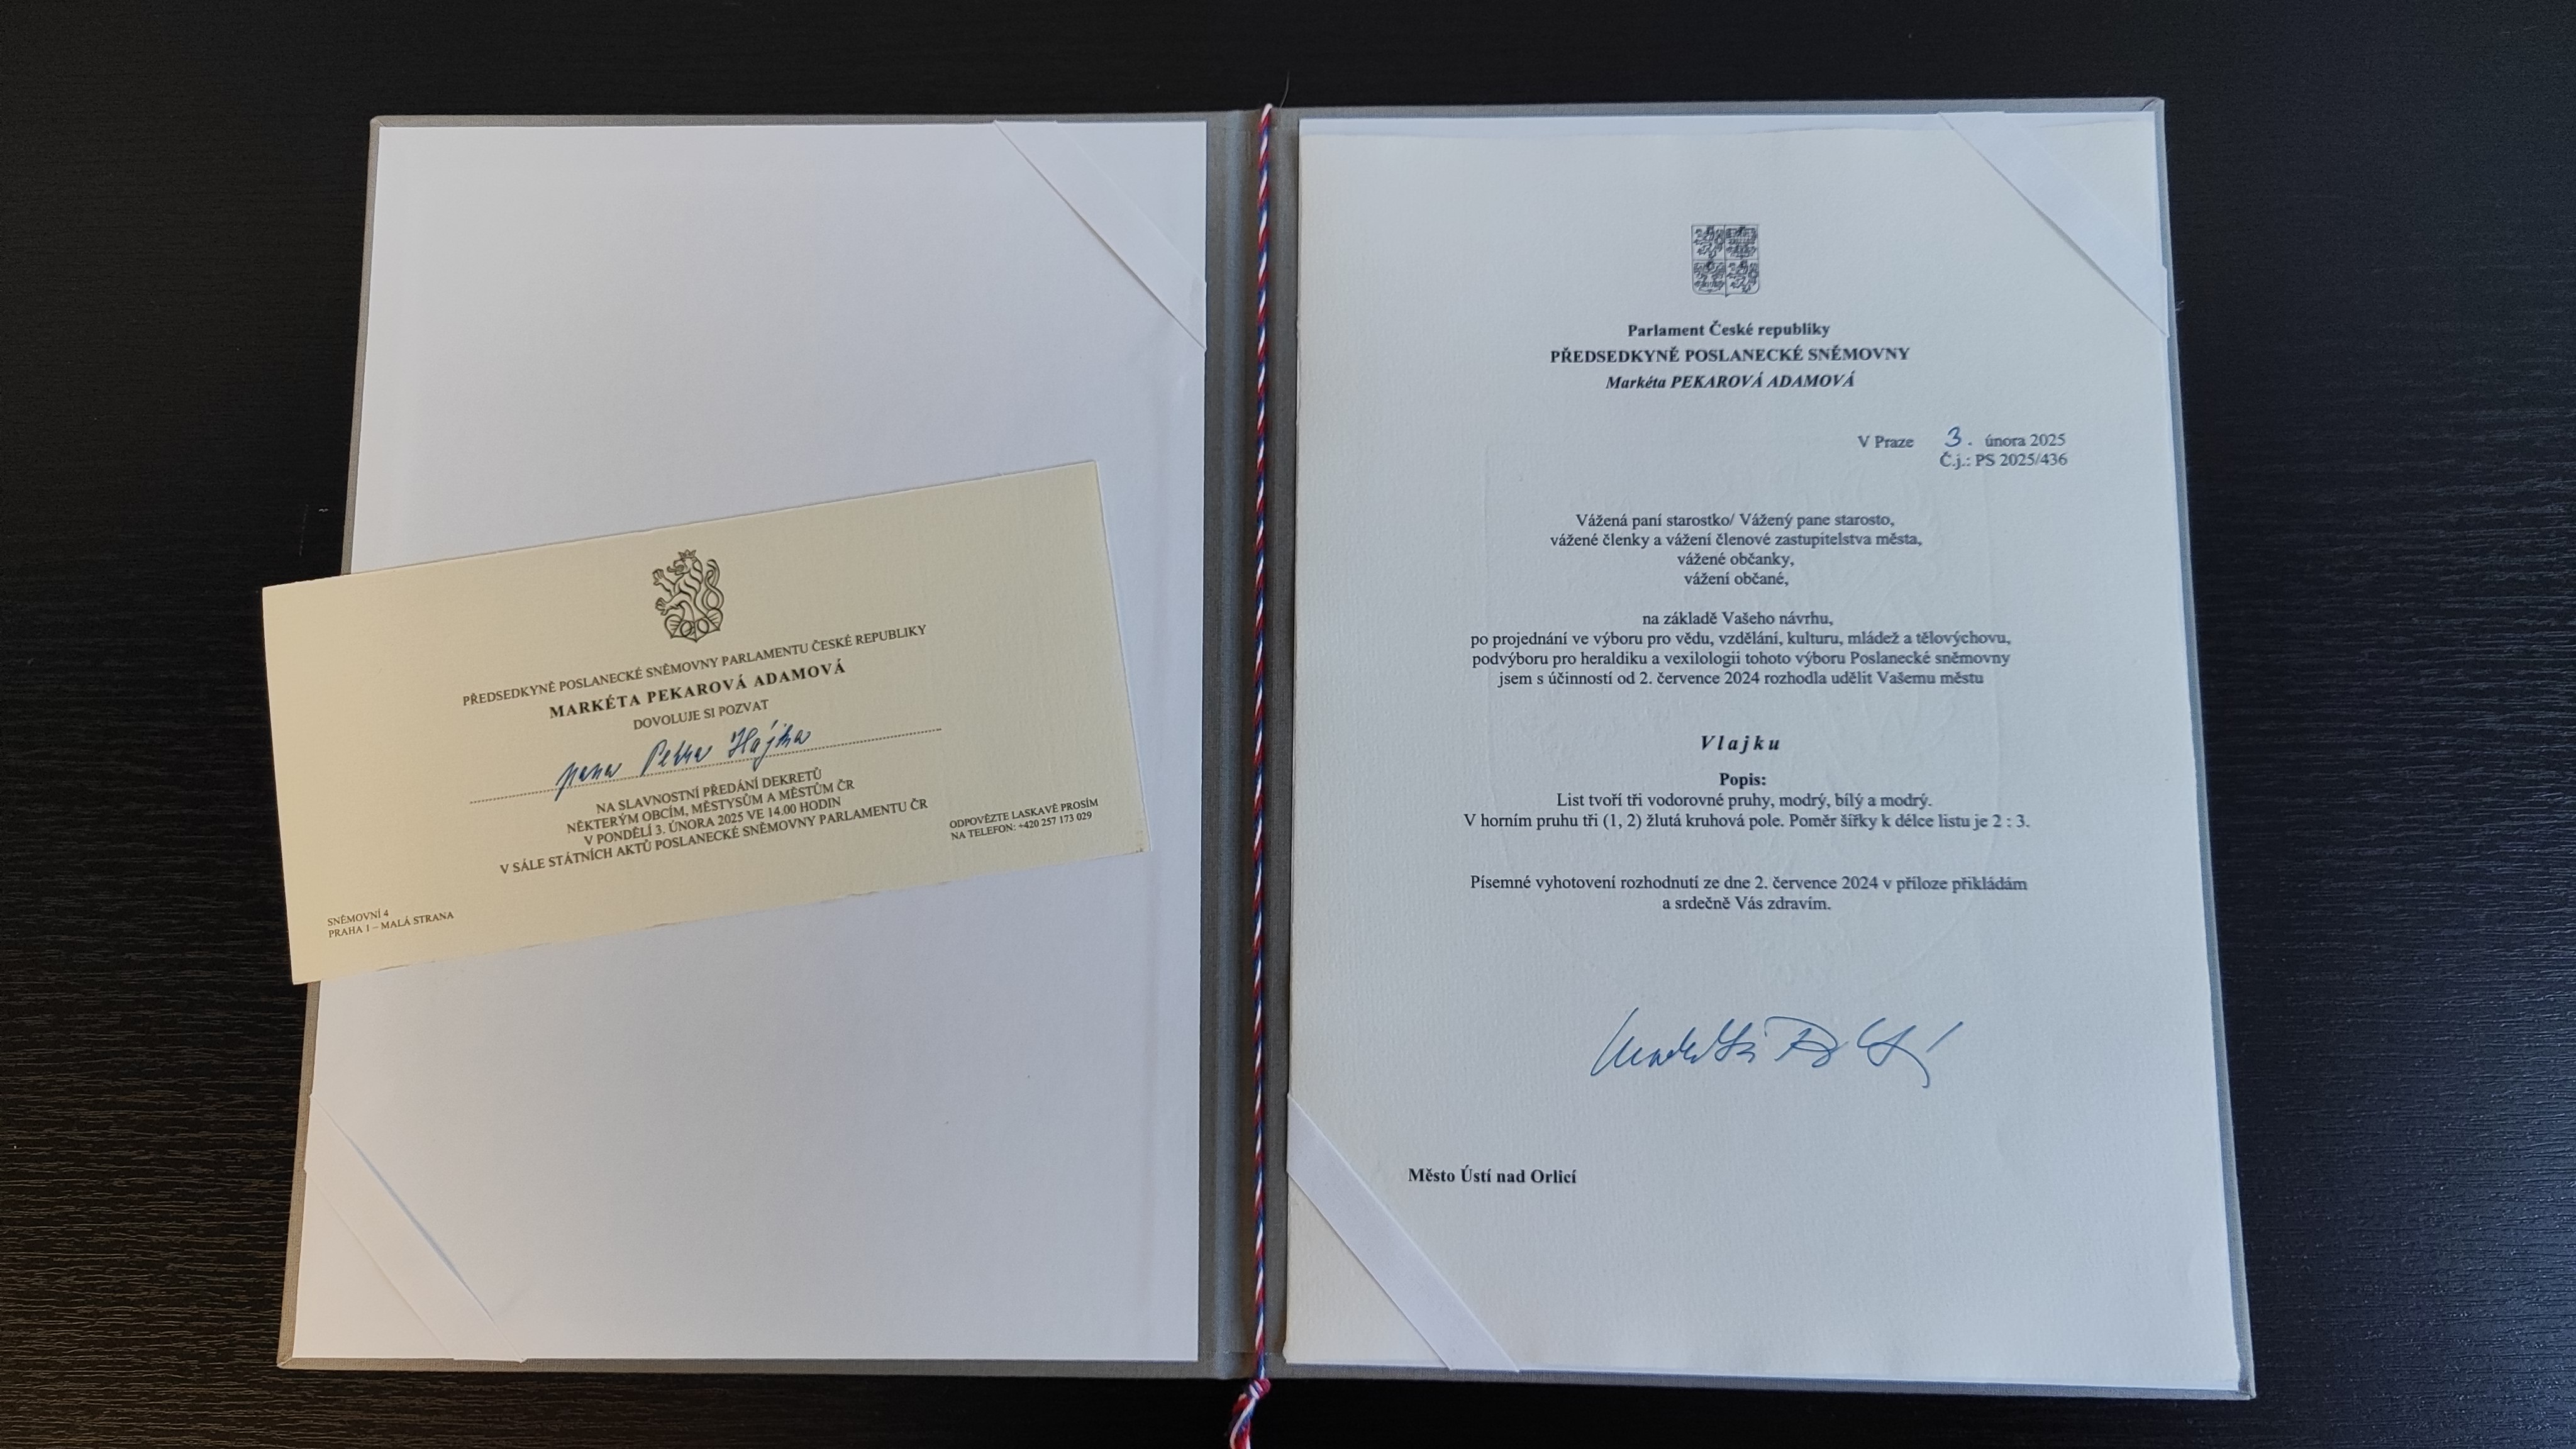 PŘEDSEDKYNĚ POSLANECKÉ SNĚMOVNY PARLAMENTU ČESKÉ REPUBLIKY
MARKÉTA PEKAROVÁ ADAMOVÁ
DOVOLUJE SI POZVAT
pana Petra Hájka
NA SLAVNOSTNÍ PŘEDÁNÍ DEKRETŮ
NĚKTERÝM OBCÍM, MĚSTYSŮM A MĚSTŮM ČR
V PONDĚLÍ 3. ÚNORA 2025 VE 14.00 HODIN
V SÁLE STÁTNÍCH AKTŮ POSLANECKÉ SNĚMOVNY PARLAMENTU ČR
ODPOVĚZTE LASKAVĚ PROSÍM
NA TELEFON: +420 257 173 029
SNĚMOVNÍ 4
PRAHA 1 – MALÁ STRANA
Parlament České republiky
PŘEDSEDKYNĚ POSLANECKÉ SNĚMOVNY
Markéta PEKAROVÁ ADAMOVÁ
V Praze 3. února 2025
Č.j.: PS 2025/436
Vážená paní starostko/ Vážený pane starosto,
vážené členky a vážení členové zastupitelstva města,
vážené občanky,
vážení občané,
na základě Vašeho návrhu,
po projednání ve výboru pro vědu, vzdělání, kulturu, mládež a tělovýchovu,
podvýboru pro heraldiku a vexilologii tohoto výboru Poslanecké sněmovny
jsem s účinností od 2. července 2024 rozhodla udělit Vašemu městu
Vlajku
Popis:
List tvoří tři vodorovné pruhy, modrý, bílý a modrý.
V horním pruhu tři (1, 2) žlutá kruhová pole. Poměr šířky k délce listu je 2 : 3.
Písemné vyhotovení rozhodnutí ze dne 2. července 2024 v příloze přikládám
a srdečně Vás zdravím.
Město Ústí nad Orlicí